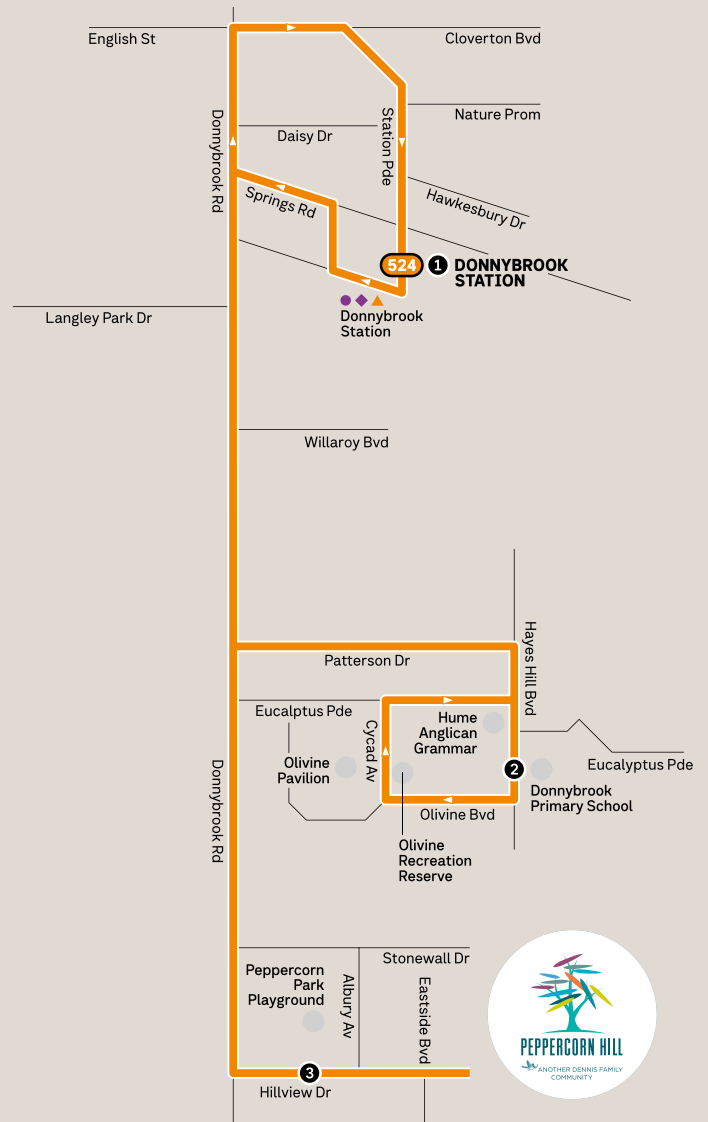 English St
Cloverton Bvd
Nature Prom
Daisy Dr
Donnybrook Rd
Station Pde
Springs Rd
Hawkesbury Dr
524
1
DONNYBROOK
STATION
Donnybrook
Station
Langley Park Dr
Willaroy Bvd
Patterson Dr
Hayes Hill Bvd
Eucalptus Pde
Cycad Av
Hume
Anglican
Grammar
Eucalyptus Pde
Olivine
Pavilion
2
Donnybrook
Primary School
Olivine Bvd
Donnybrook Rd
Olivine
Recreation
Reserve
Stonewall Dr
Peppercorn
Park
Playground
Albury Av
Eastside Bvd
3
Hillview Dr
PEPPERCORN HILL
ANOTHER DENNIS FAMILY
COMMUNITY